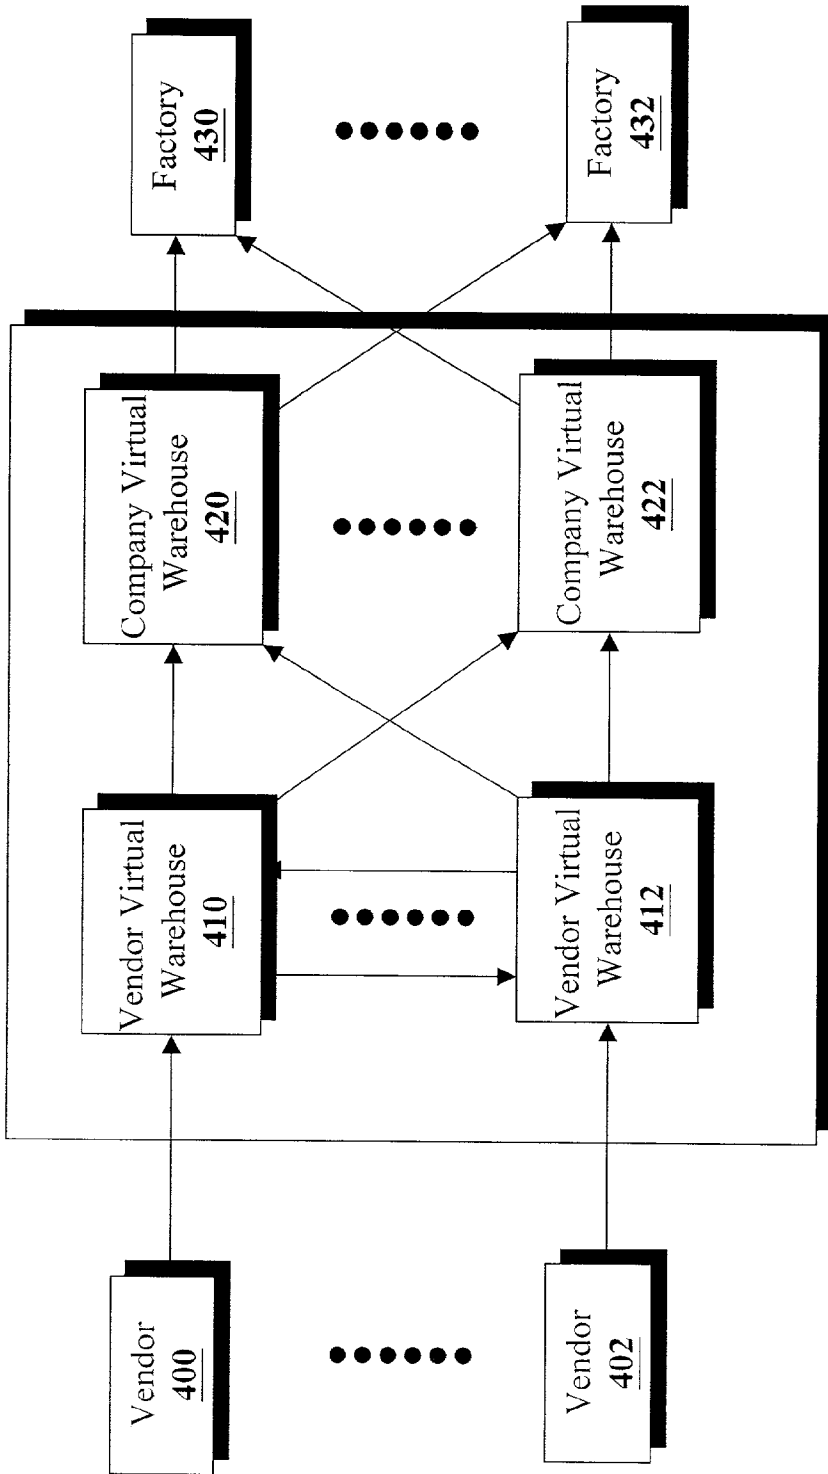 Vendor
400
Vendor Virtual
Warehouse
410
Company Virtual
Warehouse
420
Factory
430
Vendor
402
Vendor Virtual
Warehouse
412
Company Virtual
Warehouse
422
Factory
432